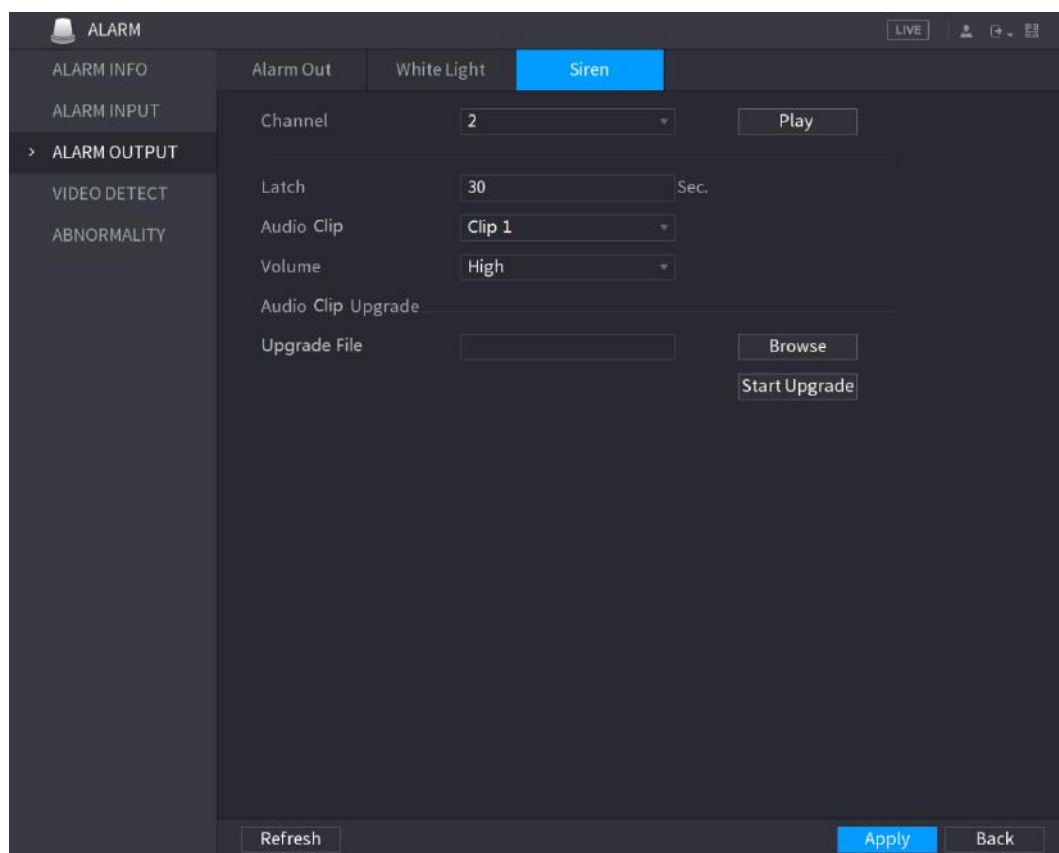 ALARM LIVE
ALARM INFO
ALARM INPUT
> ALARM OUTPUT
VIDEO DETECT
ABNORMALITY
Alarm Out White Light Siren
Channel 2 Play
Latch 30 Sec.
Audio Clip Clip 1
Volume High
Audio Clip Upgrade
Upgrade File Browse
Start Upgrade
Refresh Apply Back